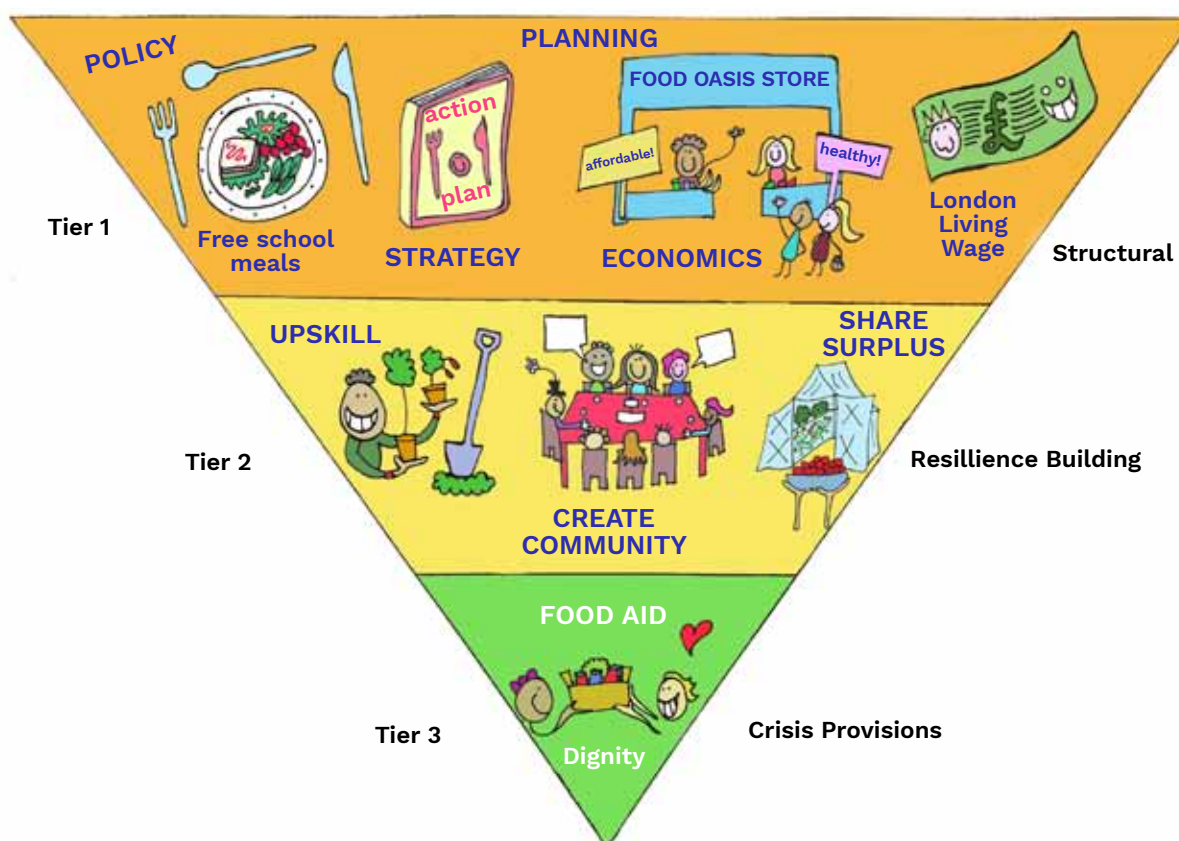 POLICY
PLANNING
FOOD OASIS STORE
action
plan
affordable!
healthy!
Tier 1
Free school
meals
STRATEGY
ECONOMICS
London
Living
Wage
Structural
UPSKILL
SHARE
SURPLUS
Tier 2
Resillience Building
CREATE
COMMUNITY
FOOD AID
Tier 3
Crisis Provisions
Dignity